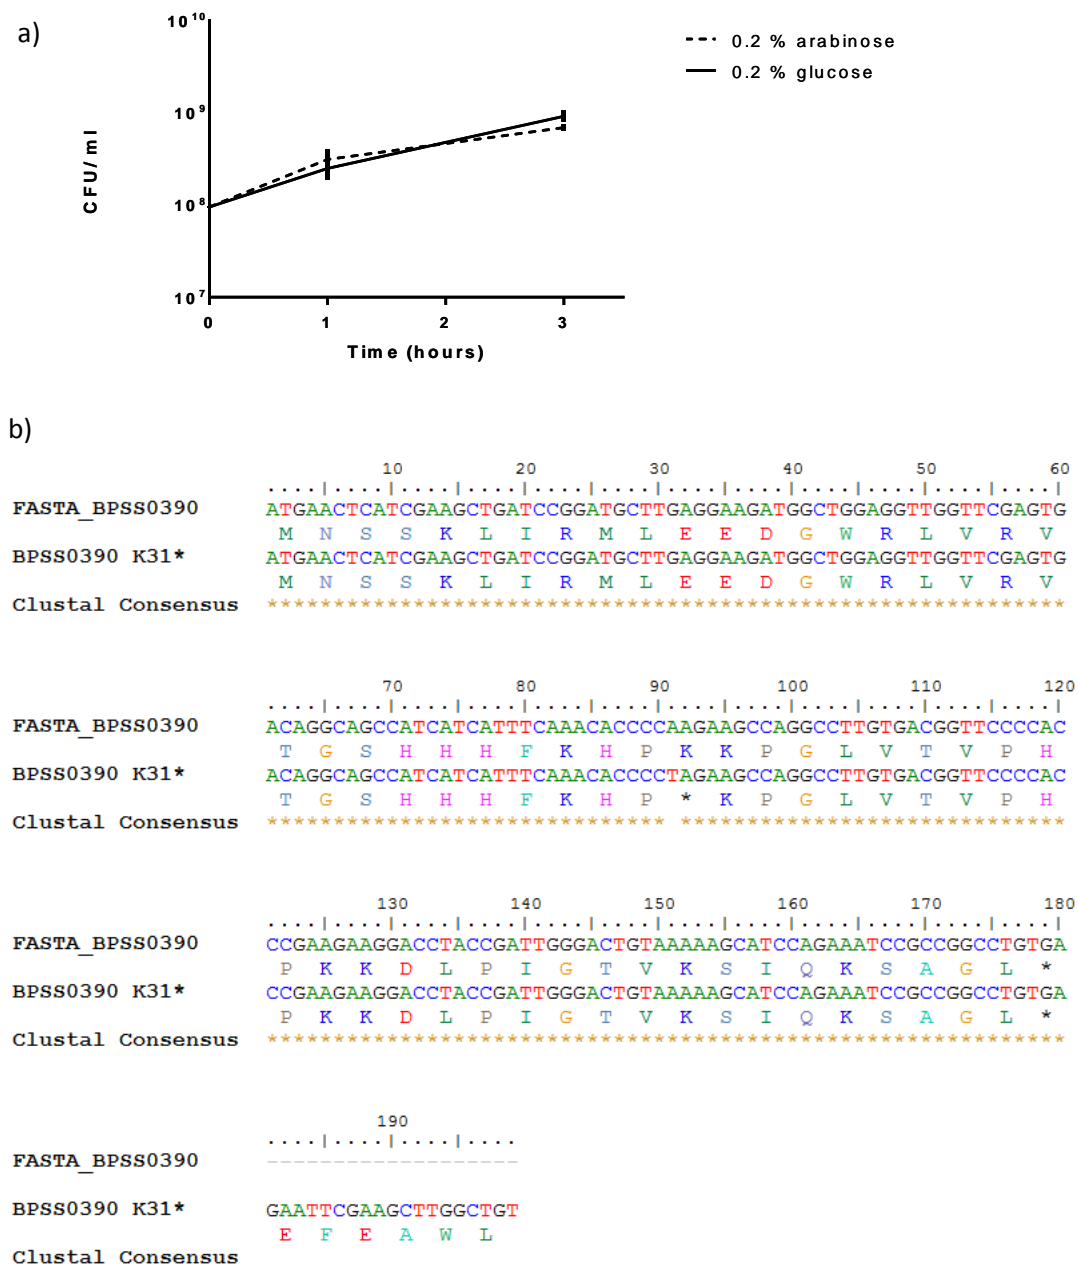 a)
10^10
10^9
10^8
10^7
CFU/ml
0 1 2 3
Time (hours)
0.2 % arabinose
0.2 % glucose
b)
10 20 30 40 50 60
....|....|....|....|....|....|....|....|....|....|....|....|
FASTA_BPSS0390 ATGAACTCATCGAAGCTGATCCGGATGCTTGAGGAAGATGGCTGGAGGTTGGTTCGAGTG
M N S S K L I R M L E E D G W R L V R V
BPSS0390 K31* ATGAACTCATCGAAGCTGATCCGGATGCTTGAGGAAGATGGCTGGAGGTTGGTTCGAGTG
M N S S K L I R M L E E D G W R L V R V
Clustal Consensus ************************************************************
70 80 90 100 110 120
....|....|....|....|....|....|....|....|....|....|....|....|
FASTA_BPSS0390 ACAGGCAGCCATCATCATTTCAAACACCCCAAGAAGCCAGGCCTTGTGACGGTTCCCCAC
T G S H H H F K H P K K P G L V T V P H
BPSS0390 K31* ACAGGCAGCCATCATCATTTCAAACACCCCTAGAAGCCAGGCCTTGTGACGGTTCCCCAC
T G S H H H F K H P * K P G L V T V P H
Clustal Consensus ****************************** *****************************
130 140 150 160 170 180
....|....|....|....|....|....|....|....|....|....|....|....|
FASTA_BPSS0390 CCGAAGAAGGACCTACCGATTGGGACTGTAAAAAGCATCCAGAAATCCGCCGGCCTGTGA
P K K D L P I G T V K S I Q K S A G L *
BPSS0390 K31* CCGAAGAAGGACCTACCGATTGGGACTGTAAAAAGCATCCAGAAATCCGCCGGCCTGTGA
P K K D L P I G T V K S I Q K S A G L *
Clustal Consensus ************************************************************
190
....|....|....|....
FASTA_BPSS0390 -------------------
BPSS0390 K31* GAATTCGAAGCTTGGCTGT
E F E A W L
Clustal Consensus